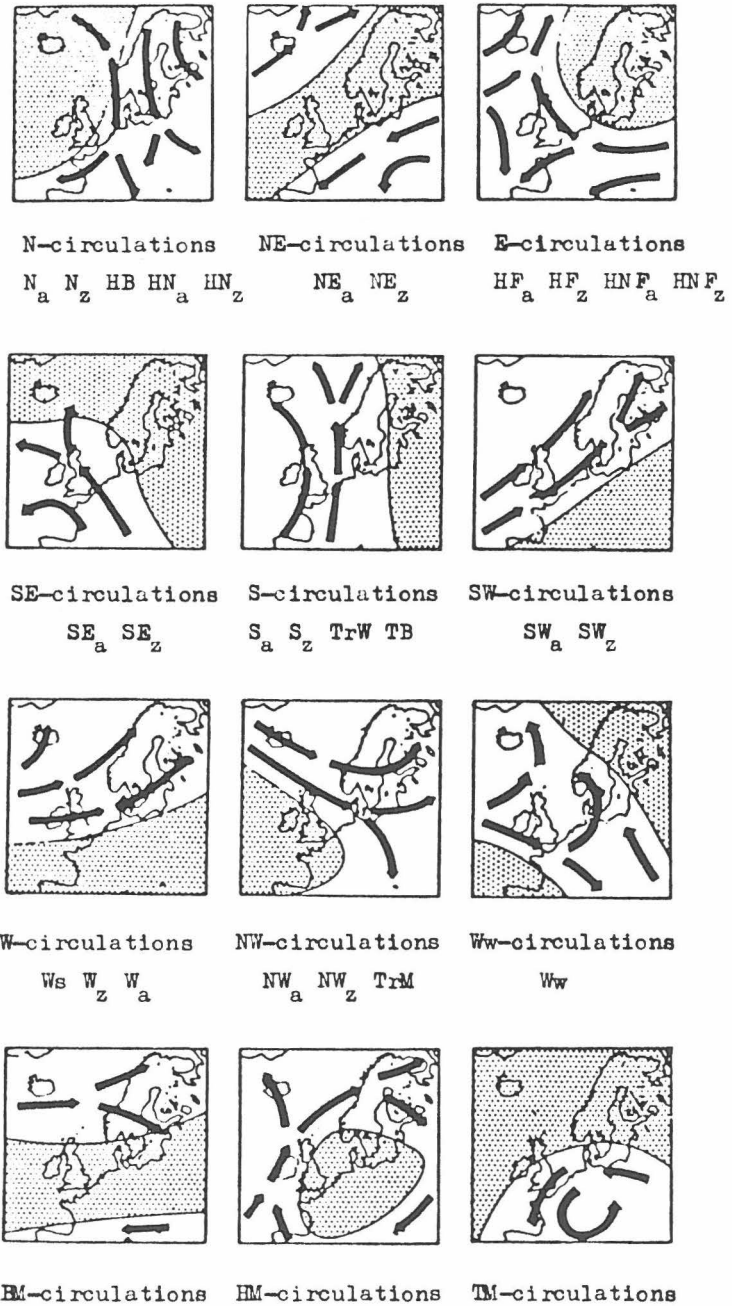 N-circulations NE-circulations E-circulations
Na Nz HB HNa HNz NEa NEz HFa HFz HNFa HNFz
SE-circulations S-circulations SW-circulations
SEa SEz Sa Sz TrW TB SWa SWz
W-circulations NW-circulations Ww-circulations
Ws Wz Wa NWa NWz TrM Ww
BM-circulations HM-circulations TM-circulations